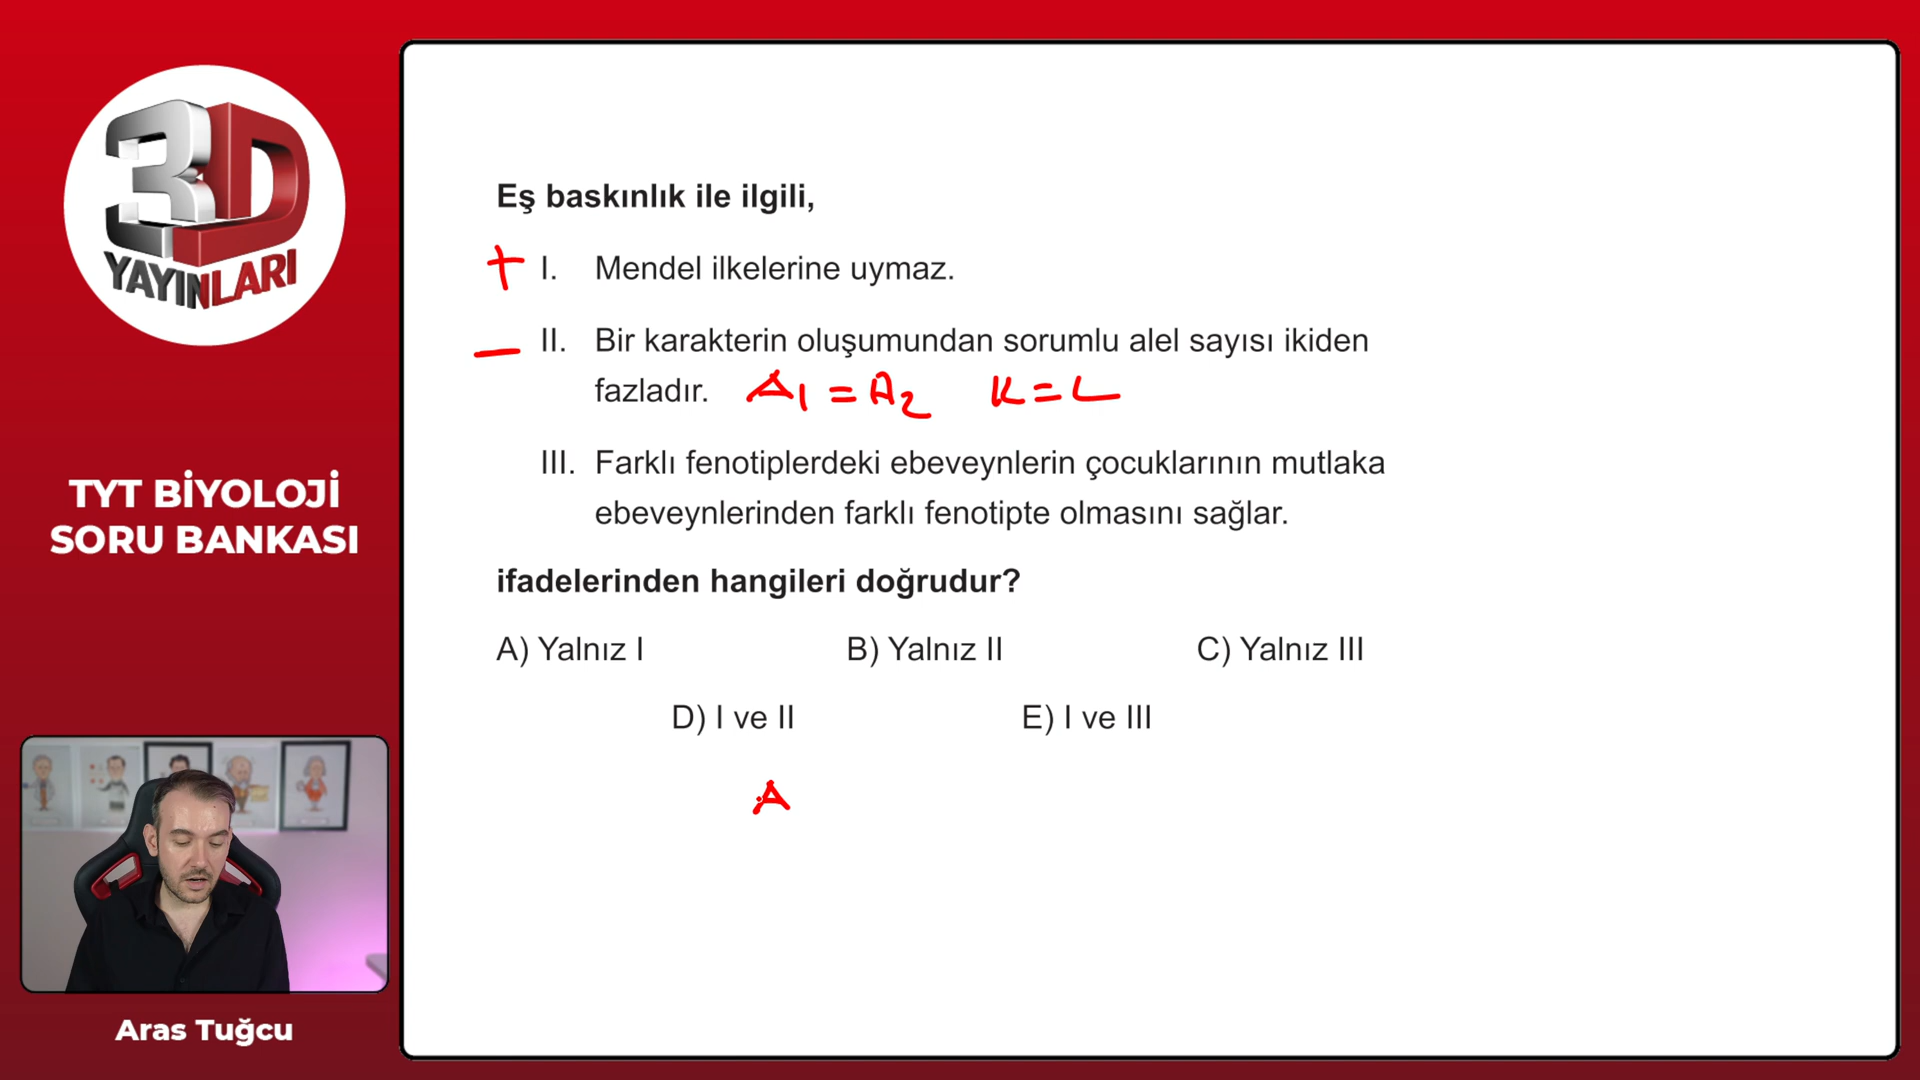 3D
YAYINLARI
TYT BİYOLOJİ
SORU BANKASI
Aras Tuğcu
Eş baskınlık ile ilgili,
+ I. Mendel ilkelerine uymaz.
– II. Bir karakterin oluşumundan sorumlu alel sayısı ikiden
fazladır. A1 = A2 K = L
III. Farklı fenotiplerdeki ebeveynlerin çocuklarının mutlaka
ebeveynlerinden farklı fenotipte olmasını sağlar.
ifadelerinden hangileri doğrudur?
A) Yalnız I B) Yalnız II C) Yalnız III
D) I ve II E) I ve III
A